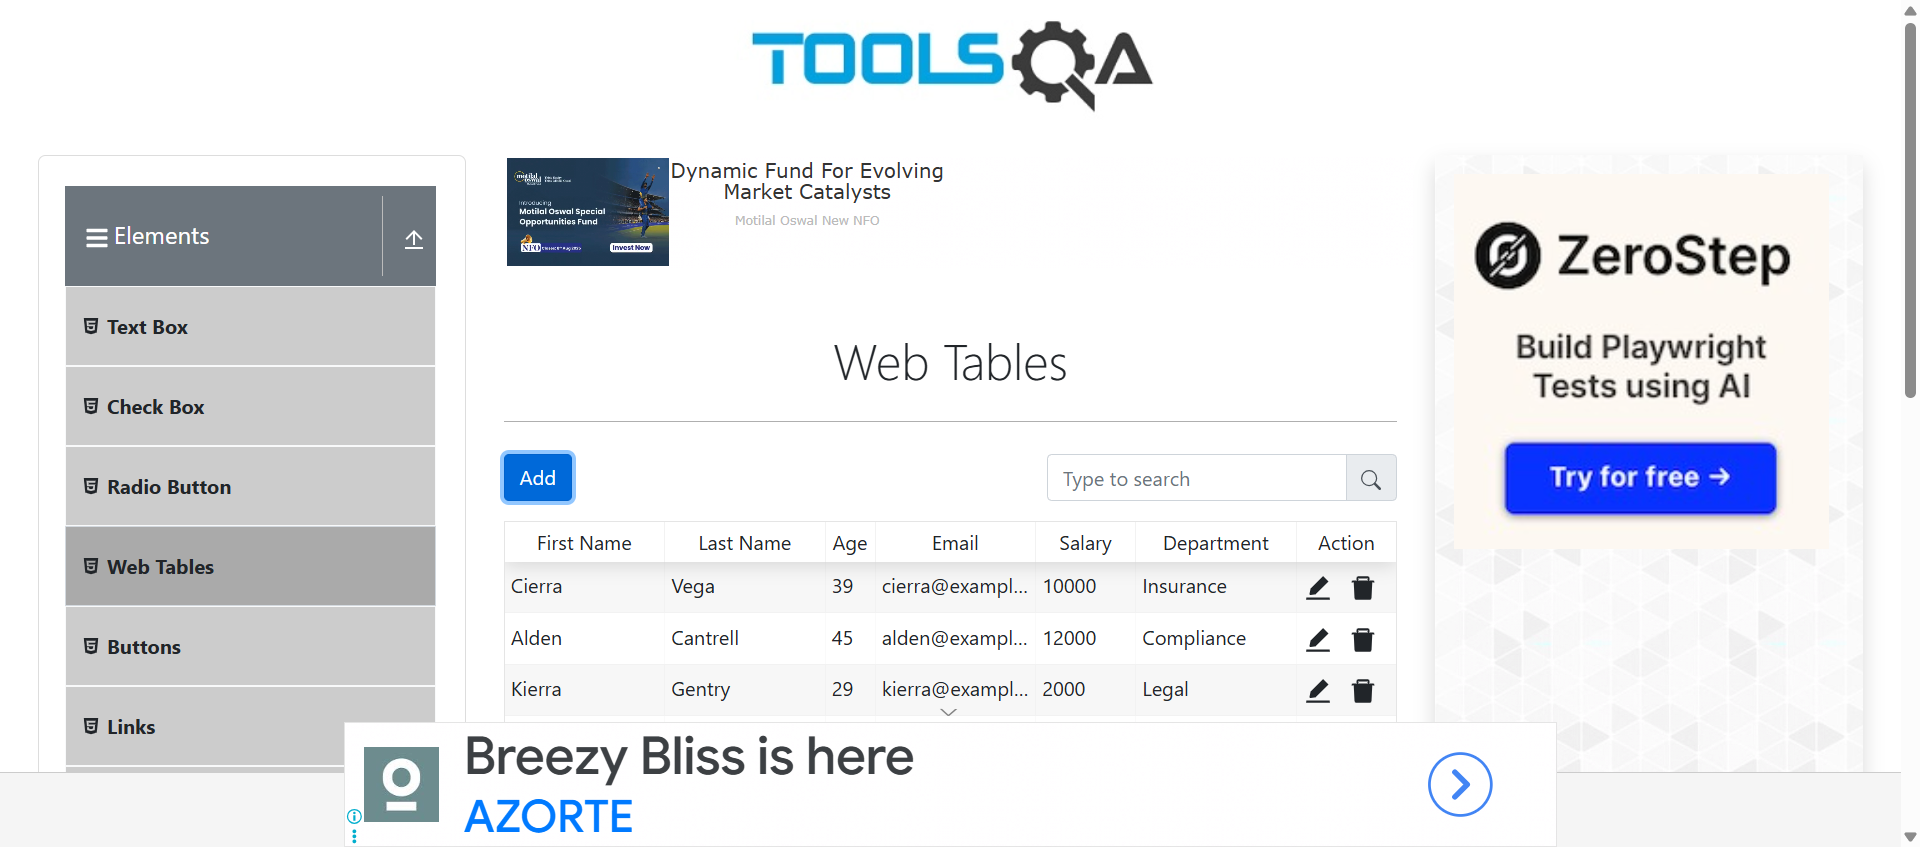 TOOLSQA
Elements
Text Box
Check Box
Radio Button
Web Tables
Buttons
Links
Introducing
Motilal Oswal Special
Opportunities Fund
NFO
Invest Now
Dynamic Fund For Evolving
Market Catalysts
Motilal Oswal New NFO
Web Tables
Add
Type to search
First Name Last Name Age Email Salary Department Action
Cierra Vega 39 cierra@exampl... 10000 Insurance
Alden Cantrell 45 alden@exampl... 12000 Compliance
Kierra Gentry 29 kierra@exampl... 2000 Legal
ZeroStep
Build Playwright
Tests using AI
Try for free →
Breezy Bliss is here
AZORTE